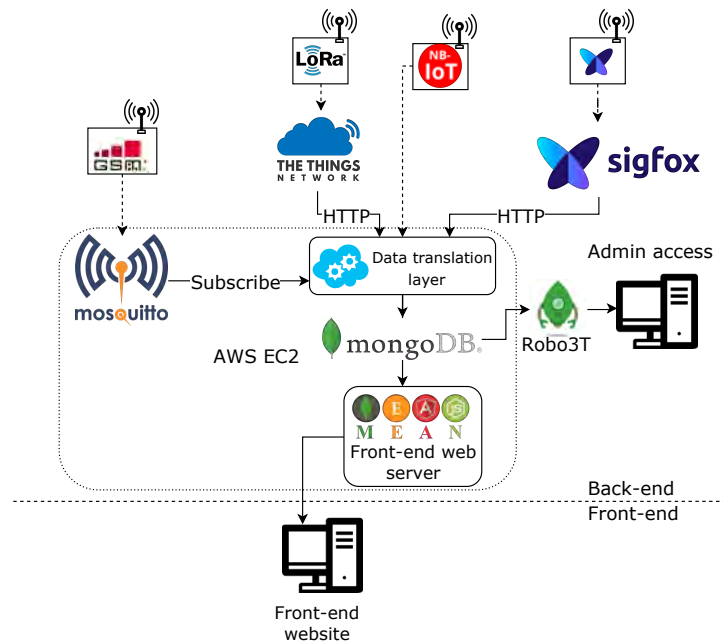 LoRa
NB-
IoT
GSM
THE THINGS
NETWORK
sigfox
HTTP
HTTP
Admin access
Data translation
layer
Subscribe
mosquitto
mongoDB.
Robo3T
AWS EC2
E
A
JS
M E A N
Front-end web
server
Back-end
Front-end
Front-end
website